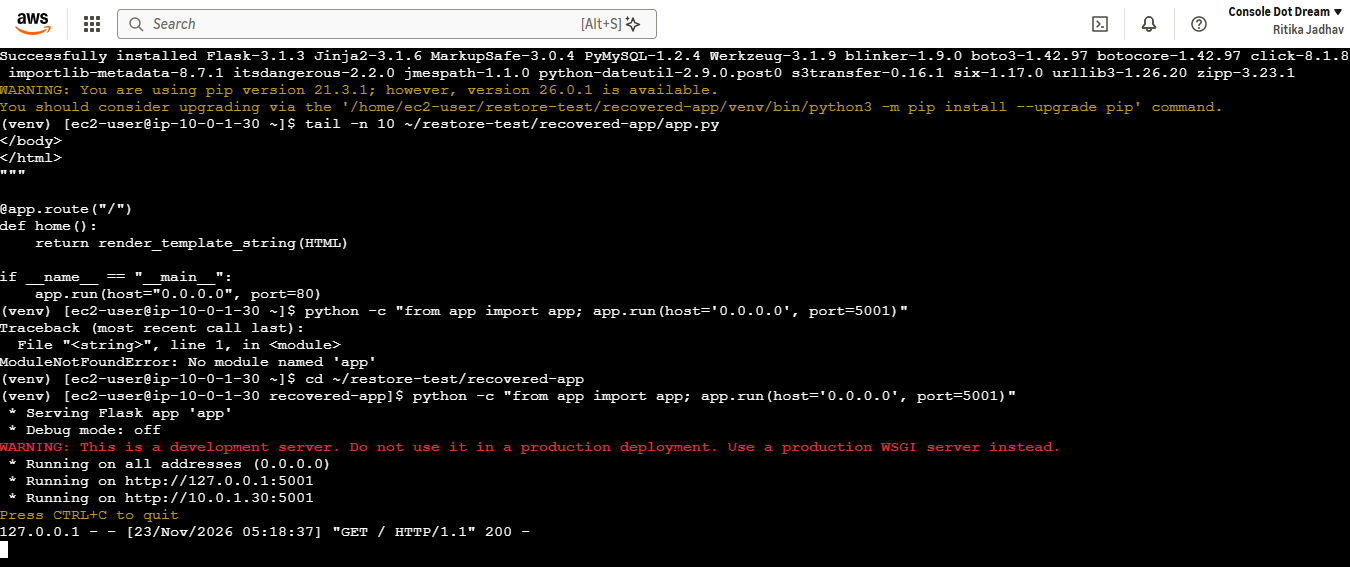 aws
Search
[Alt+S]
Console Dot Dream
Ritika Jadhav
Successfully installed Flask-3.1.3 Jinja2-3.1.6 MarkupSafe-3.0.4 PyMySQL-1.2.4 Werkzeug-3.1.9 blinker-1.9.0 boto3-1.42.97 botocore-1.42.97 click-8.1.8
importlib-metadata-8.7.1 itsdangerous-2.2.0 jmespath-1.1.0 python-dateutil-2.9.0.post0 s3transfer-0.16.1 six-1.17.0 urllib3-1.26.20 zipp-3.23.1
WARNING: You are using pip version 21.3.1; however, version 26.0.1 is available.
You should consider upgrading via the '/home/ec2-user/restore-test/recovered-app/venv/bin/python3 -m pip install --upgrade pip' command.
(venv) [ec2-user@ip-10-0-1-30 ~]$ tail -n 10 ~/restore-test/recovered-app/app.py
</body>
</html>
"""
@app.route("/")
def home():
    return render_template_string(HTML)
if __name__ == "__main__":
    app.run(host="0.0.0.0", port=80)
(venv) [ec2-user@ip-10-0-1-30 ~]$ python -c "from app import app; app.run(host='0.0.0.0', port=5001)"
Traceback (most recent call last):
  File "<string>", line 1, in <module>
ModuleNotFoundError: No module named 'app'
(venv) [ec2-user@ip-10-0-1-30 ~]$ cd ~/restore-test/recovered-app
(venv) [ec2-user@ip-10-0-1-30 recovered-app]$ python -c "from app import app; app.run(host='0.0.0.0', port=5001)"
 * Serving Flask app 'app'
 * Debug mode: off
WARNING: This is a development server. Do not use it in a production deployment. Use a production WSGI server instead.
 * Running on all addresses (0.0.0.0)
 * Running on http://127.0.0.1:5001
 * Running on http://10.0.1.30:5001
Press CTRL+C to quit
127.0.0.1 - - [23/Nov/2026 05:18:37] "GET / HTTP/1.1" 200 -